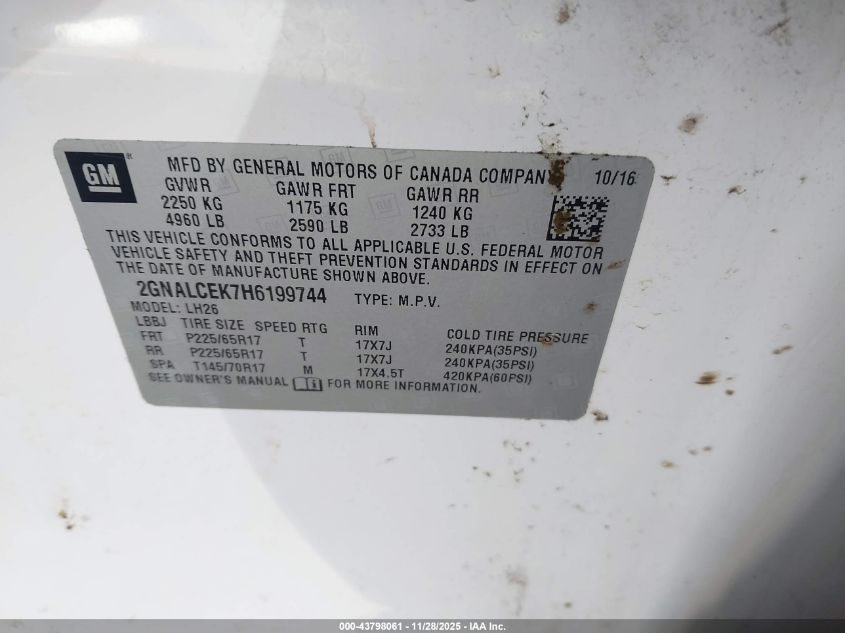 GM
MFD BY GENERAL MOTORS OF CANADA COMPANY 10/16
GVWR GAWR FRT GAWR RR
2250 KG 1175 KG 1240 KG
4960 LB 2590 LB 2733 LB
THIS VEHICLE CONFORMS TO ALL APPLICABLE U.S. FEDERAL MOTOR
VEHICLE SAFETY AND THEFT PREVENTION STANDARDS IN EFFECT ON
THE DATE OF MANUFACTURE SHOWN ABOVE.
2GNALCEK7H6199744 TYPE: M.P.V.
MODEL: LH26
LBBJ TIRE SIZE SPEED RTG RIM COLD TIRE PRESSURE
FRT P225/65R17 T 17X7J 240KPA(35PSI)
RR P225/65R17 T 17X7J 240KPA(35PSI)
SPA T145/70R17 M 17X4.5T 420KPA(60PSI)
SEE OWNER'S MANUAL FOR MORE INFORMATION.
000-43798061 - 11/28/2025 - IAA Inc.